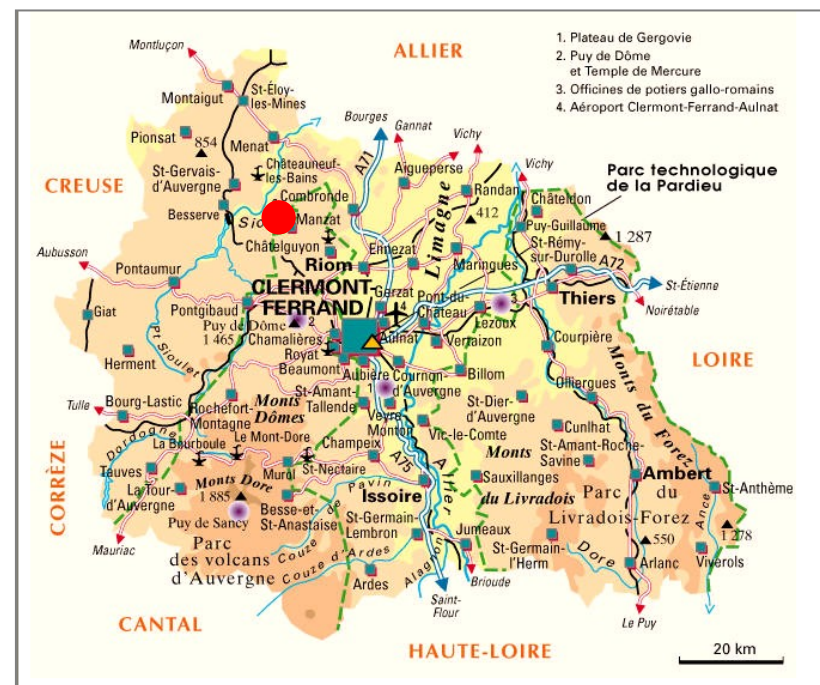 ALLIER
1. Plateau de Gergovie
2. Puy de Dôme
et Temple de Mercure
3. Officines de potiers gallo-romains
4. Aéroport Clermont-Ferrand-Aulnat
Montluçon
Montaigut
St-Éloy-
les-Mines
Bourges
Gannat
Vichy
Pionsat
854
Menat
A71
Aigueperse
Vichy
Parc technologique
de la Pardieu
CREUSE
St-Gervais-
d'Auvergne
Châteauneuf-
les-Bains
Combronde
Randan
Châteldon
Besserve
Manzat
Limagne
412
Puy-Guillaume
1 287
Aubusson
Châtelguyon
Ennezat
Maringues
St-Rémy-
sur-Durolle
A72
Pontaumur
Riom
St-Étienne
CLERMONT-
FERRAND
Gerzat
Pont-du-
Château
Thiers
Noirétable
Giat
Pontgibaud
4
3
Lezoux
Puy de Dôme
1 465
2
Chamalières
Aulnat
Vertaizon
Courpière
LOIRE
Pt Sioulet
Herment
Royat
Beaumont
Aubière
Cournon-
d'Auvergne
Billom
Olliergues
Monts du Forez
Tulle
Bourg-Lastic
Rochefort-
Montagne
Monts
Dômes
St-Amant-
Tallende
1
Veyre
Monton
St-Dier-
d'Auvergne
Dordogne
La Bourboule
Le Mont-Dore
Champeix
Vic-le-Comte
Cunlhat
CORRÈZE
Tauves
Murol
St-Nectaire
A75
Allier
Monts
du Livradois
St-Amant-Roche-
Savine
La Tour-
d'Auvergne
Monts Dore
1 885
Puy de Sancy
Besse-et-
St-Anastaise
Pavin
Couze de
Issoire
Sauxillanges
Parc
du
Livradois-Forez
Ambert
St-Anthème
Ance
Mauriac
Parc
des volcans
d'Auvergne
Couze d'Ardes
St-Germain-
Lembron
Jumeaux
St-Germain-
l'Herm
550
1 278
Ardes
Alagnon
Brioude
Dore
Arlanc
Viverols
Saint-
Flour
Le Puy
CANTAL
HAUTE-LOIRE
20 km